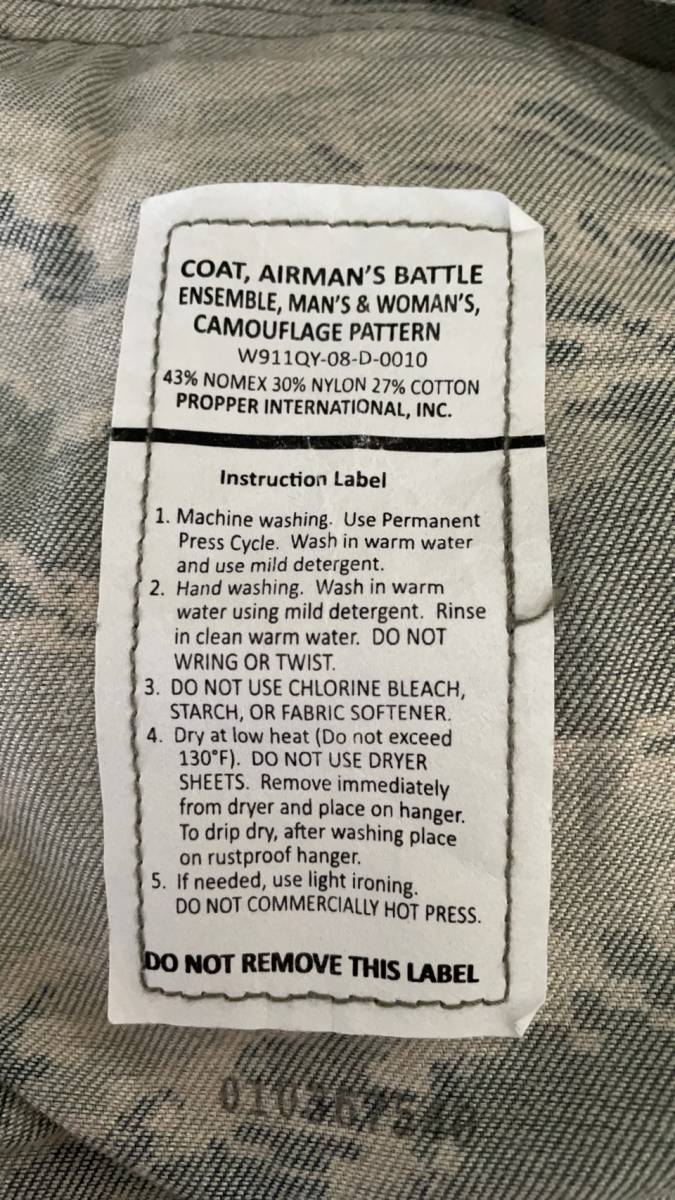 COAT, AIRMAN'S BATTLE
ENSEMBLE, MAN'S & WOMAN'S,
CAMOUFLAGE PATTERN
W911QY-08-D-0010
43% NOMEX 30% NYLON 27% COTTON
PROPPER INTERNATIONAL, INC.
Instruction Label
1. Machine washing. Use Permanent
Press Cycle. Wash in warm water
and use mild detergent.
2. Hand washing. Wash in warm
water using mild detergent. Rinse
in clean warm water. DO NOT
WRING OR TWIST.
3. DO NOT USE CHLORINE BLEACH,
STARCH, OR FABRIC SOFTENER.
4. Dry at low heat (Do not exceed
130°F). DO NOT USE DRYER
SHEETS. Remove immediately
from dryer and place on hanger.
To drip dry, after washing place
on rustproof hanger.
5. If needed, use light ironing.
DO NOT COMMERCIALLY HOT PRESS.
DO NOT REMOVE THIS LABEL